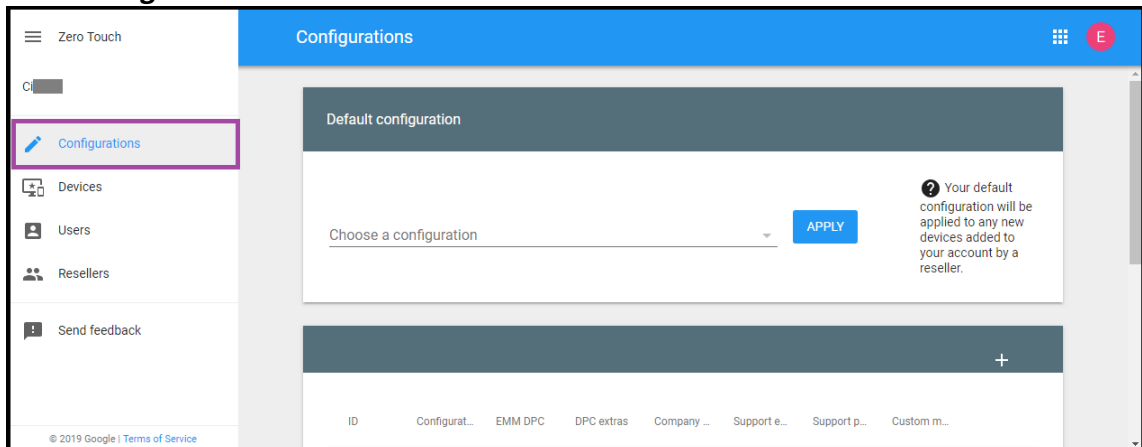 Zero Touch
Configurations
E
Ci
Configurations
Devices
Users
Resellers
Send feedback
© 2019 Google | Terms of Service
Default configuration
Choose a configuration
APPLY
? Your default
configuration will be
applied to any new
devices added to
your account by a
reseller.
+
ID Configurat... EMM DPC DPC extras Company ... Support e... Support p... Custom m...